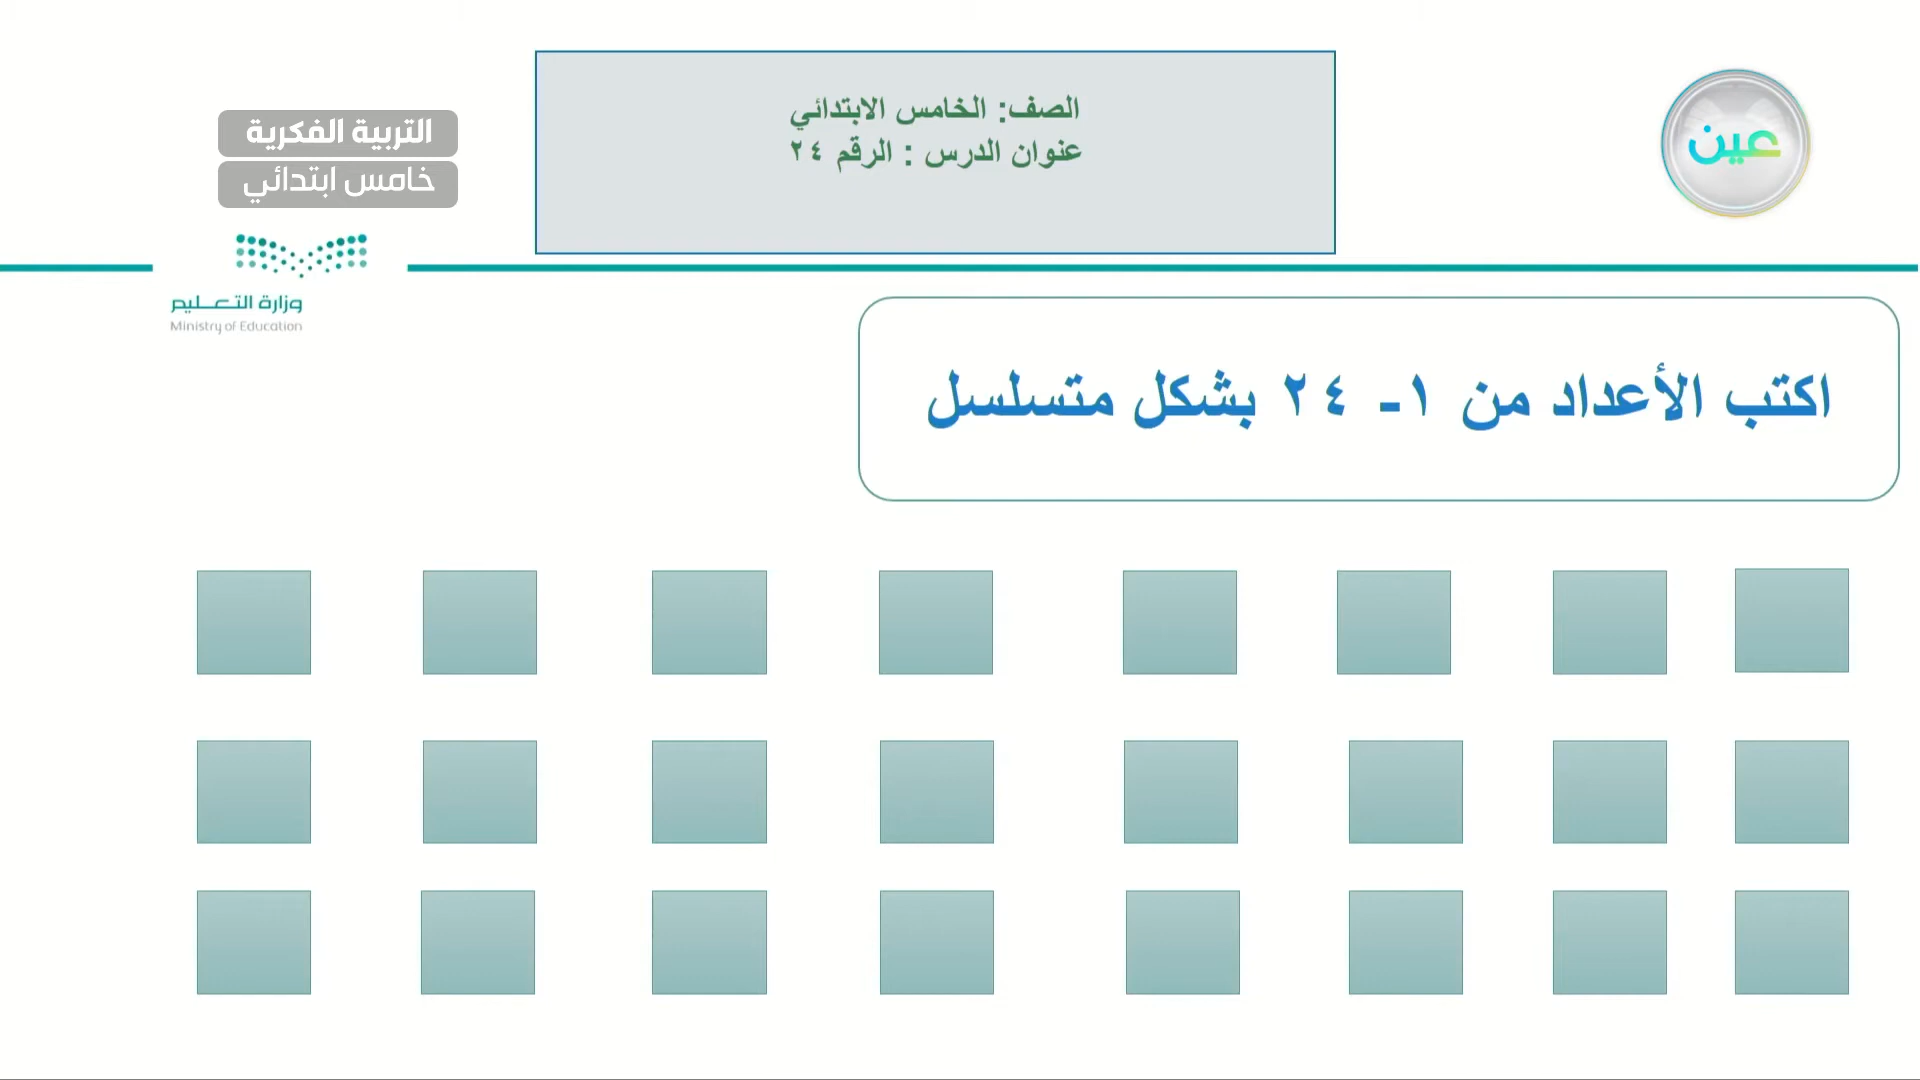 الصف: الخامس الابتدائي
عنوان الدرس : الرقم ٢٤
عين
التربية الفكرية
خامس ابتدائي
وزارة التعليم
Ministry of Education
اكتب الأعداد من ١- ٢٤ بشكل متسلسل